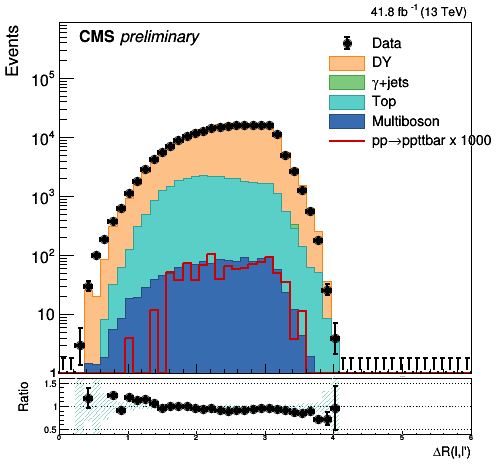 41.8 fb⁻¹ (13 TeV)
CMS preliminary
Events
Data
DY
γ+jets
Top
Multiboson
pp→ppttbar x 1000
10⁵
10⁴
10³
10²
10
1
Ratio
1.5
1
0.5
0 1 2 3 4 5 6
ΔR(l,l')